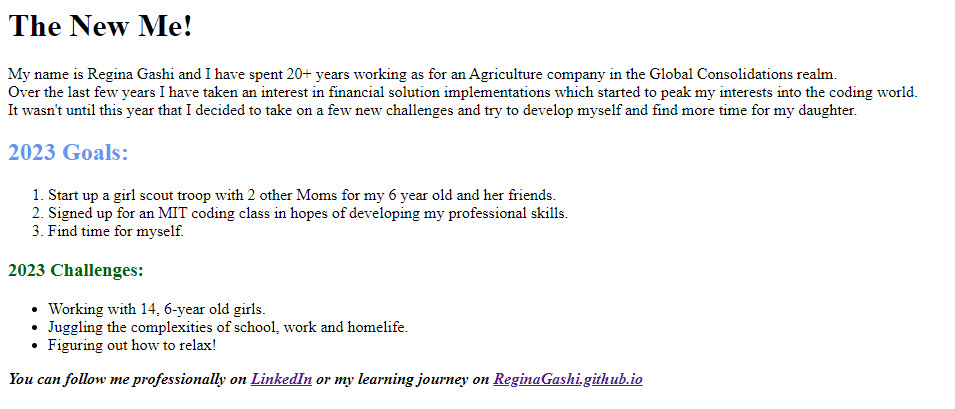 The New Me!
My name is Regina Gashi and I have spent 20+ years working as for an Agriculture company in the Global Consolidations realm.
Over the last few years I have taken an interest in financial solution implementations which started to peak my interests into the coding world.
It wasn't until this year that I decided to take on a few new challenges and try to develop myself and find more time for my daughter.
2023 Goals:
1. Start up a girl scout troop with 2 other Moms for my 6 year old and her friends.
2. Signed up for an MIT coding class in hopes of developing my professional skills.
3. Find time for myself.
2023 Challenges:
• Working with 14, 6-year old girls.
• Juggling the complexities of school, work and homelife.
• Figuring out how to relax!
You can follow me professionally on LinkedIn or my learning journey on ReginaGashi.github.io